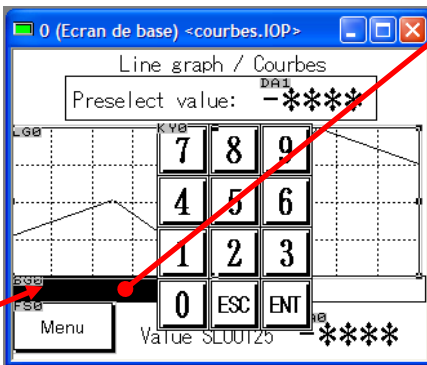 0 (Ecran de base) <courbes.IOP>
Line graph / Courbes
DA1
Preselect value: -****
LG0
KY0
7 8 9
4 5 6
1 2 3
BG0
0 ESC ENT
FS0
Menu
Value SL00125 -****